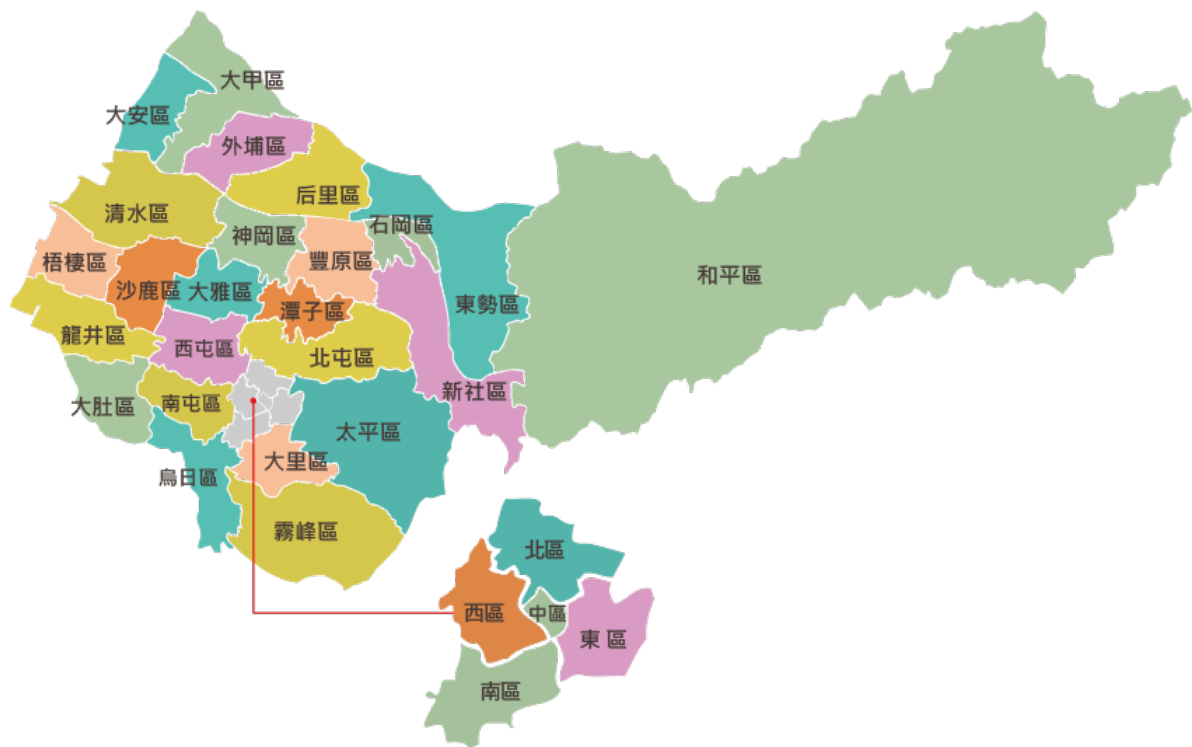 大甲區
大安區
外埔區
后里區
清水區
石岡區
神岡區
豐原區
梧棲區
和平區
沙鹿區
大雅區
東勢區
潭子區
龍井區
西屯區
北屯區
新社區
南屯區
大肚區
太平區
大里區
烏日區
霧峰區
北區
西區
中區
東區
南區